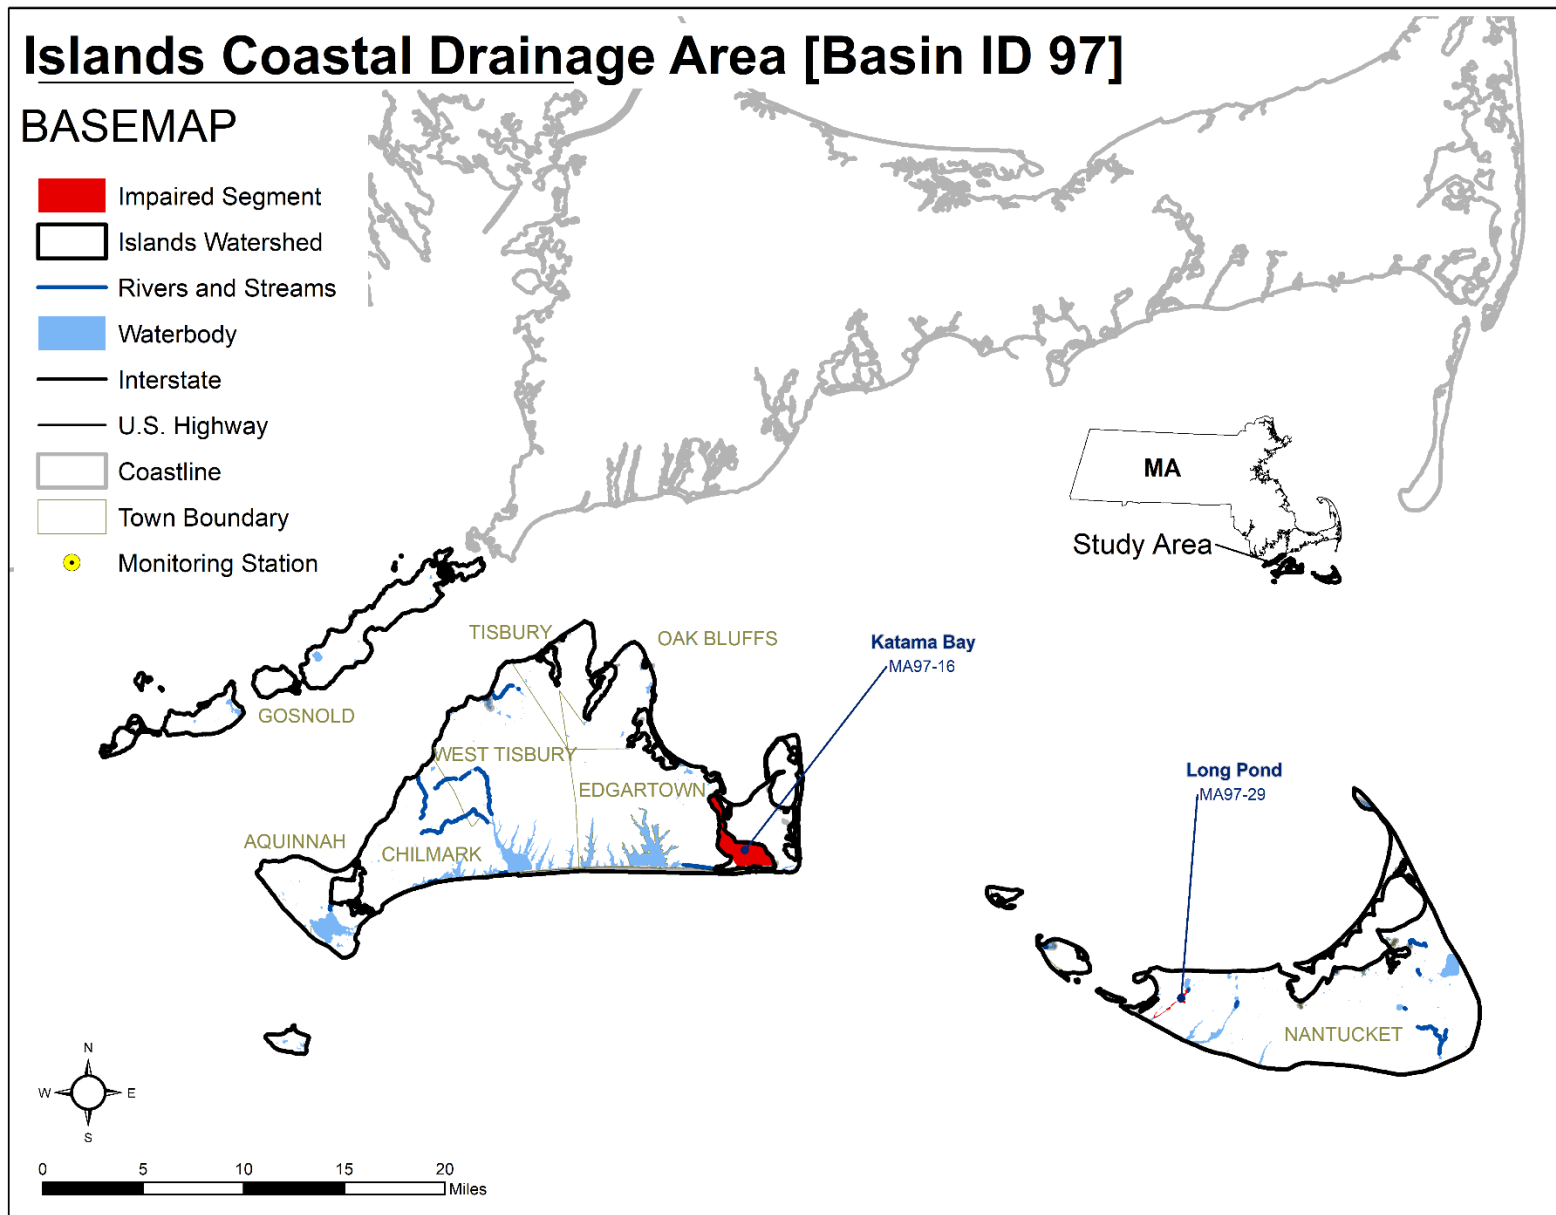 Islands Coastal Drainage Area [Basin ID 97]
BASEMAP
Impaired Segment
Islands Watershed
Rivers and Streams
Waterbody
Interstate
U.S. Highway
Coastline
Town Boundary
Monitoring Station
MA
Study Area
TISBURY
OAK BLUFFS
Katama Bay
MA97-16
GOSNOLD
WEST TISBURY
EDGARTOWN
Long Pond
MA97-29
AQUINNAH
CHILMARK
NANTUCKET
N
W E
S
0 5 10 15 20
Miles